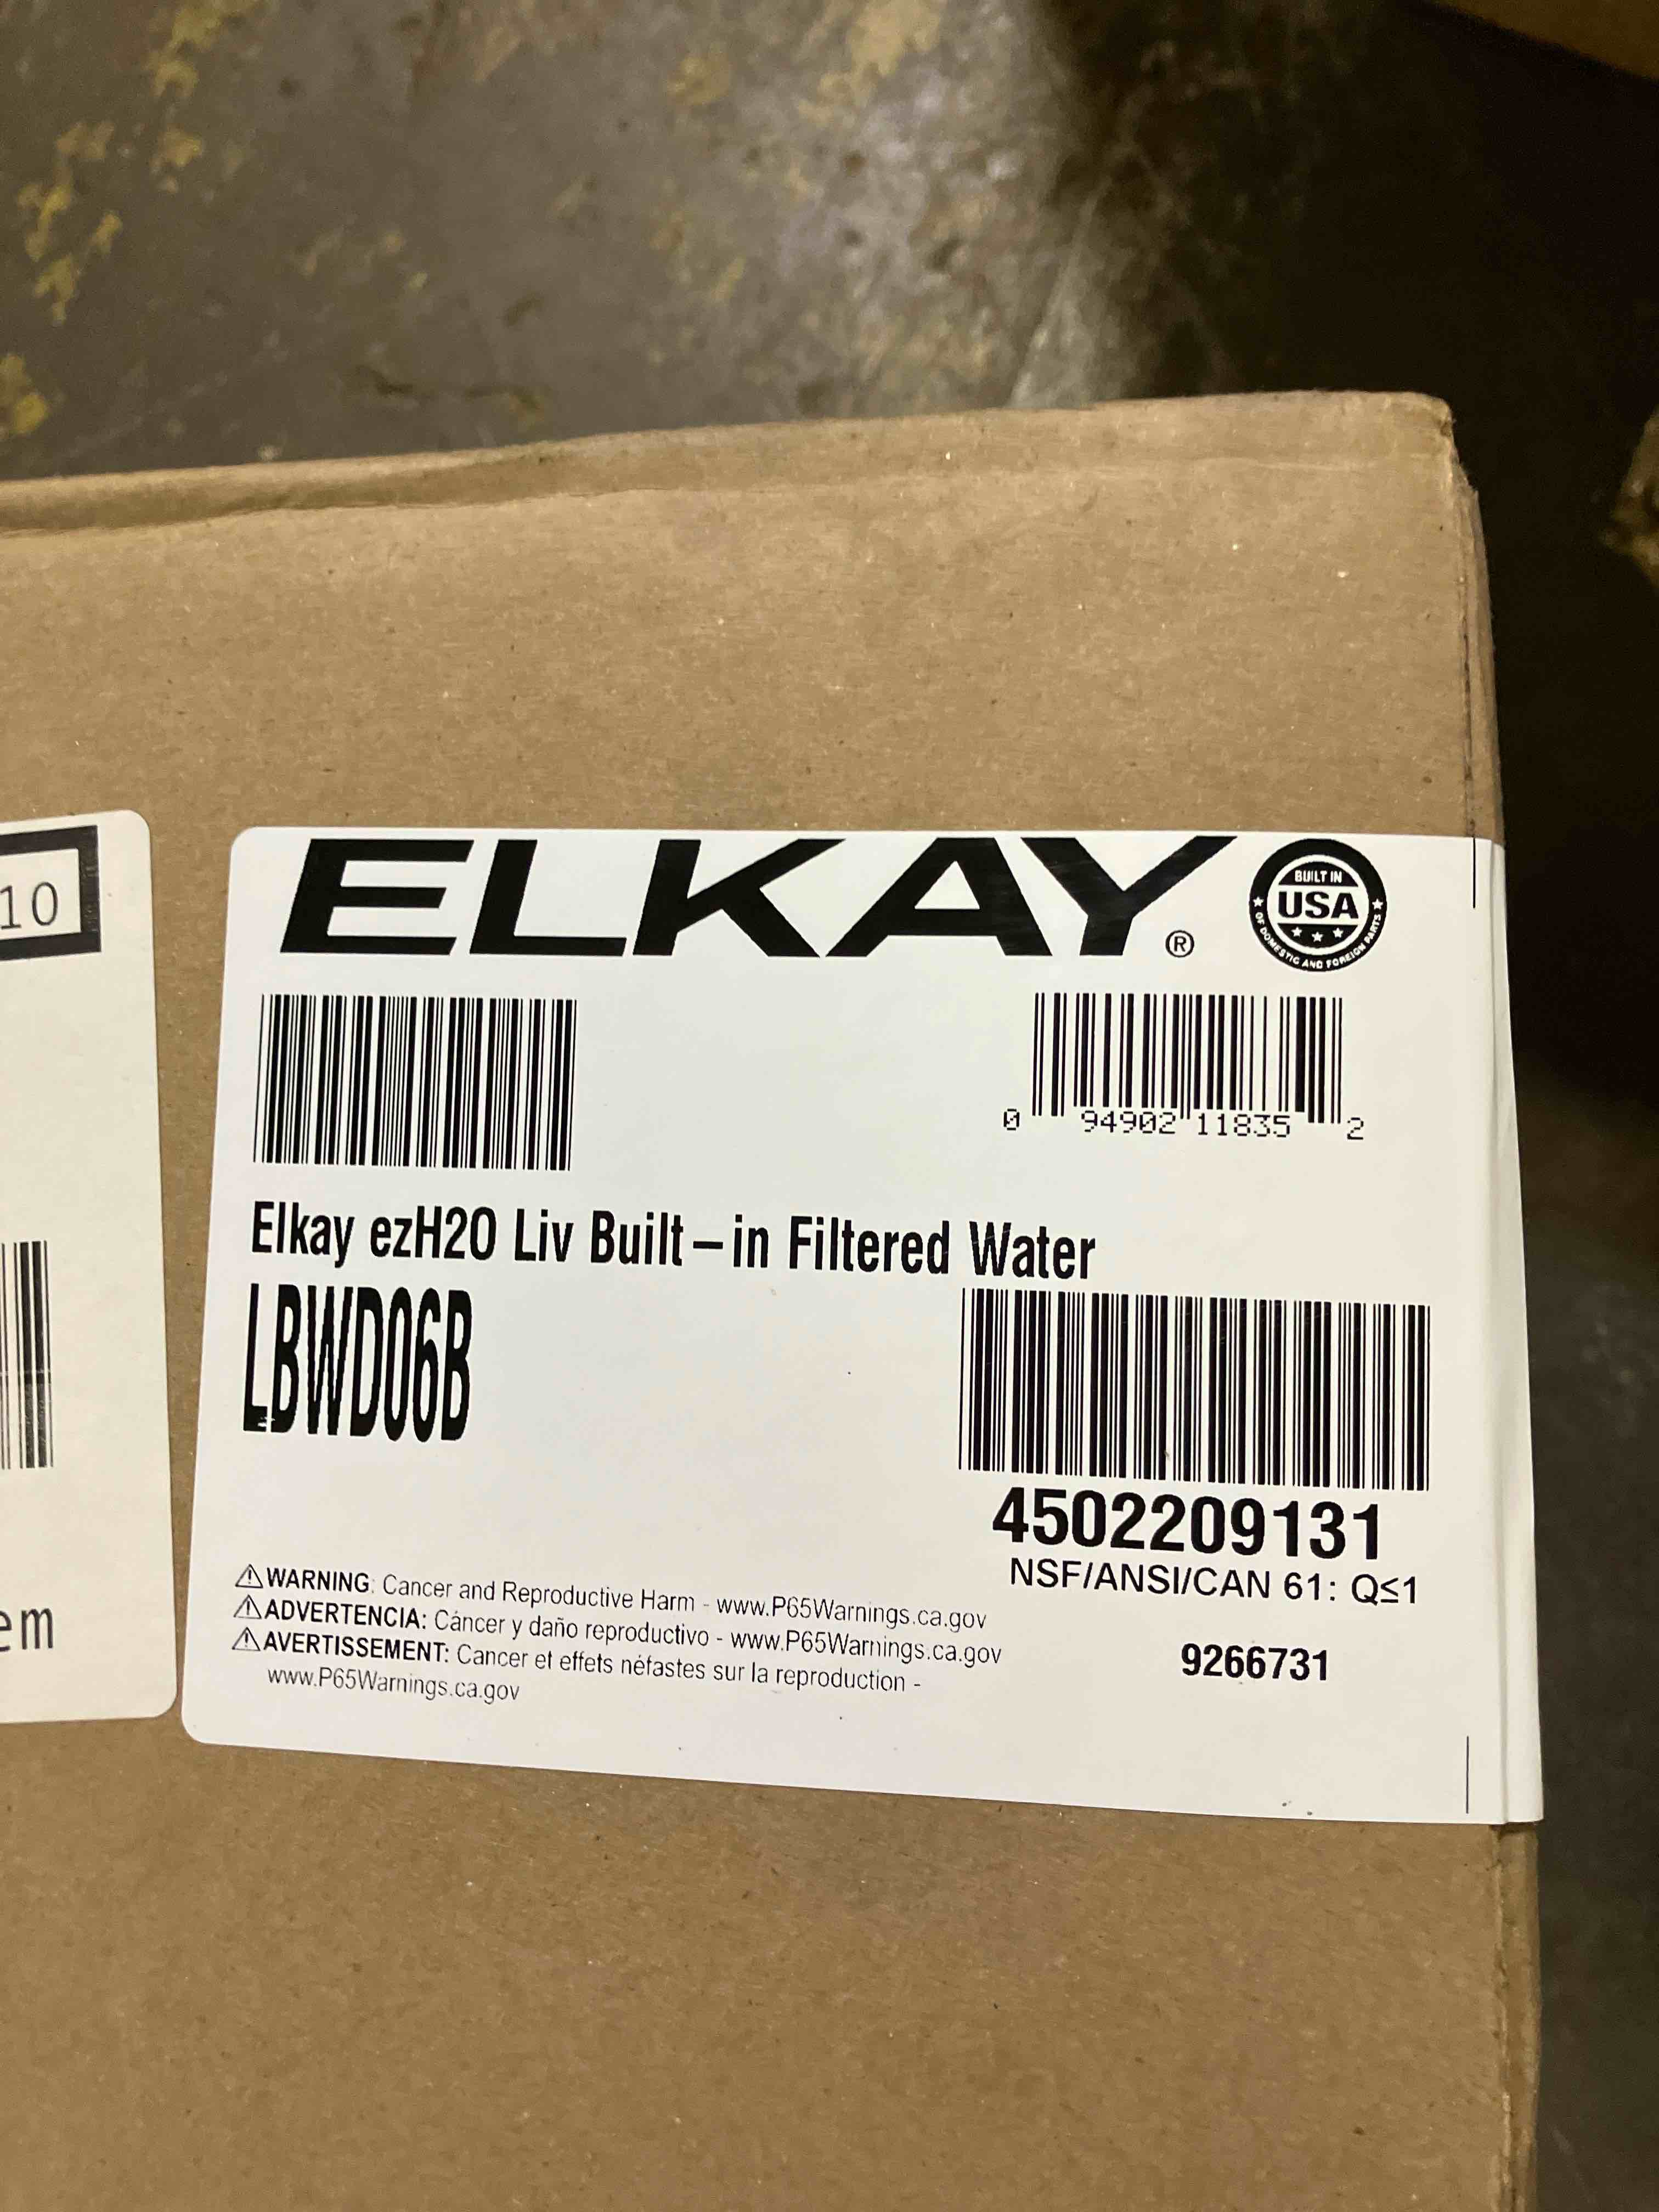 10
em
ELKAY®
BUILT IN
USA
OF DOMESTIC AND FOREIGN PARTS
0 94902 11835 2
Elkay ezH20 Liv Built-in Filtered Water
LBWD06B
4502209131
NSF/ANSI/CAN 61: Q≤1
⚠WARNING: Cancer and Reproductive Harm - www.P65Warnings.ca.gov
⚠ADVERTENCIA: Cáncer y daño reproductivo - www.P65Warnings.ca.gov
⚠AVERTISSEMENT: Cancer et effets néfastes sur la reproduction -
www.P65Warnings.ca.gov
9266731